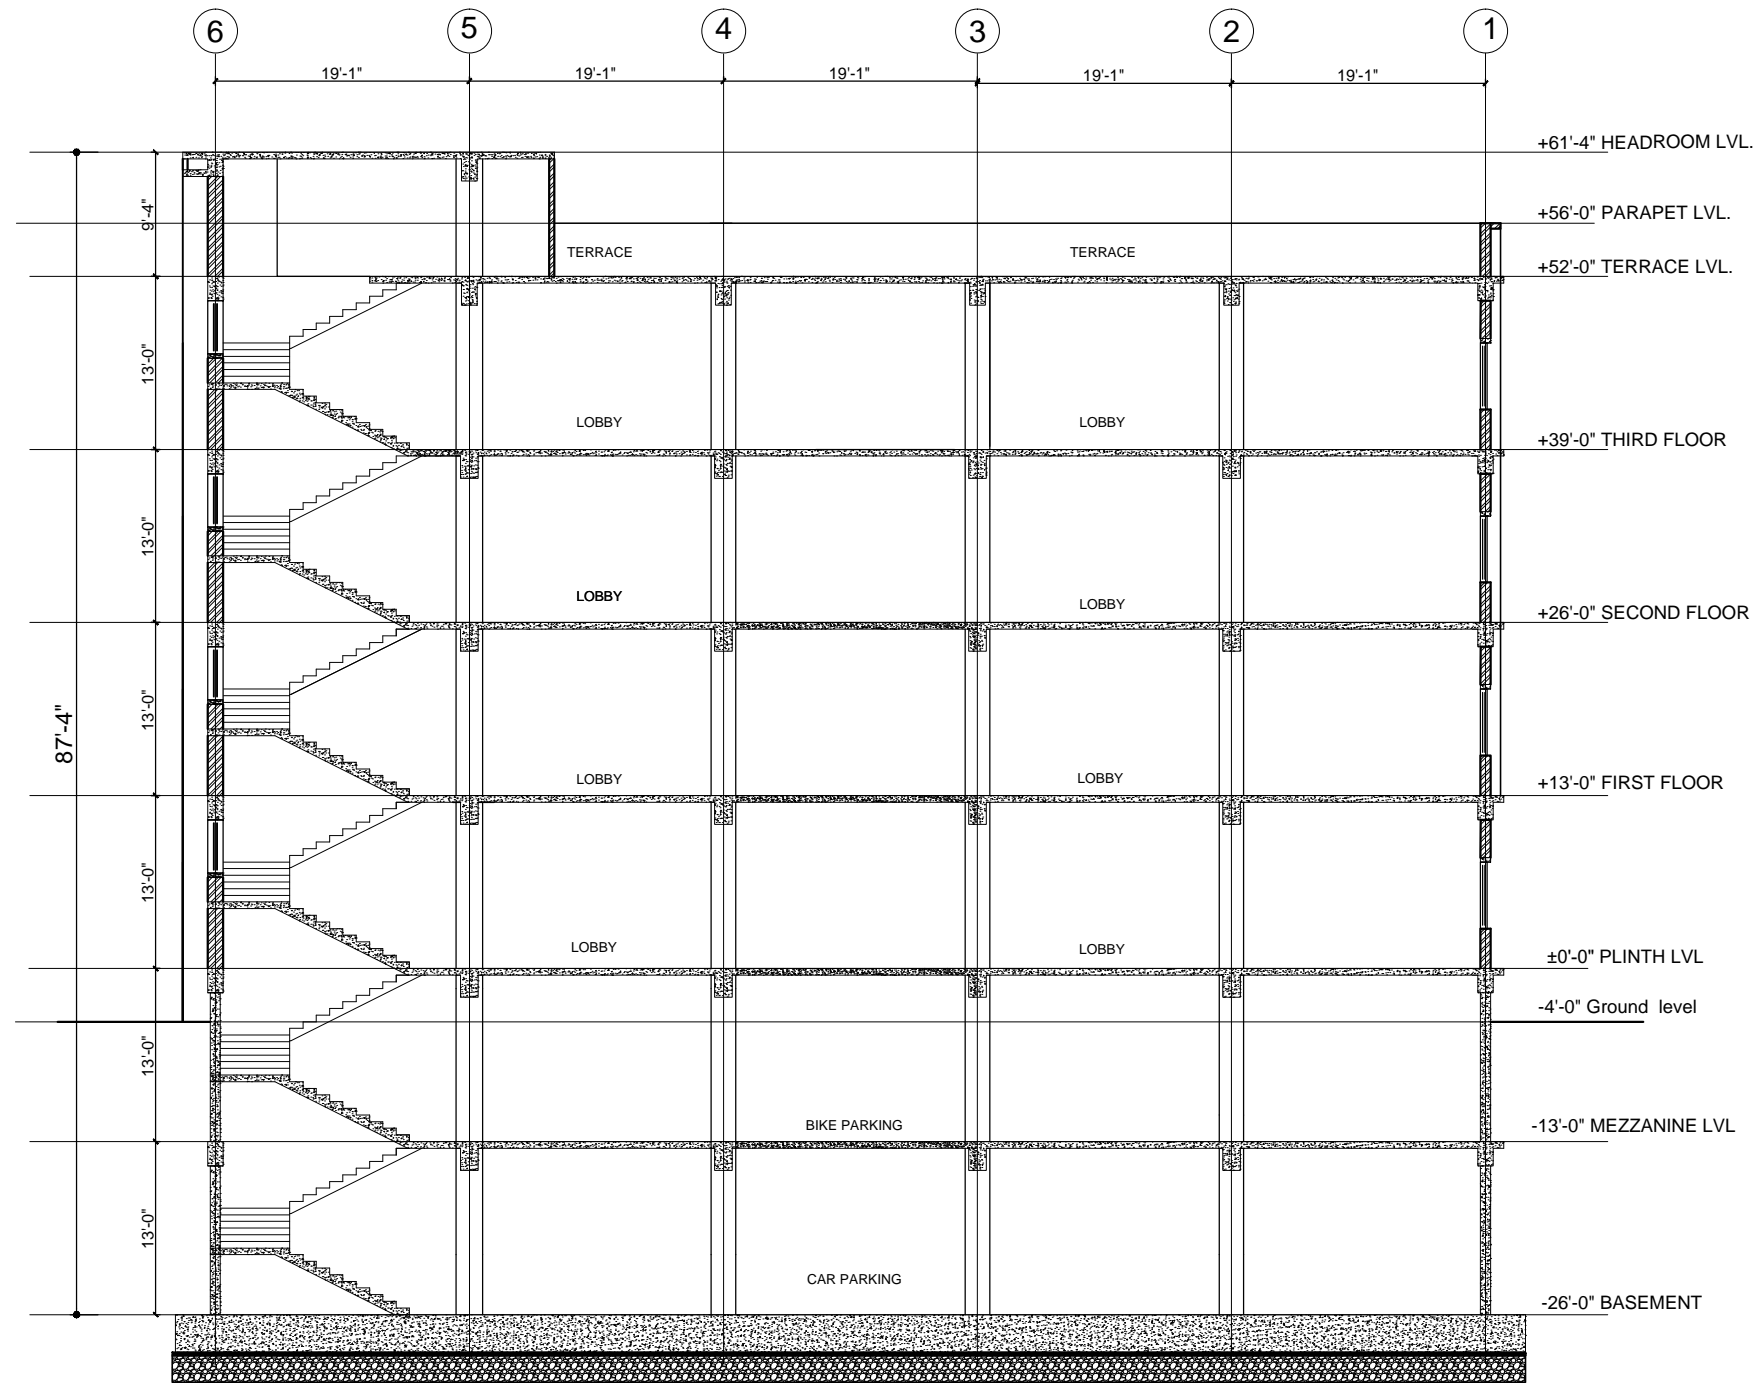 6 5 4 3 2 1
19'-1" 19'-1" 19'-1" 19'-1" 19'-1"
+61'-4" HEADROOM LVL.
9'-4"
+56'-0" PARAPET LVL.
TERRACE TERRACE
+52'-0" TERRACE LVL.
13'-0"
LOBBY LOBBY
+39'-0" THIRD FLOOR
13'-0"
LOBBY LOBBY
+26'-0" SECOND FLOOR
13'-0"
87'-4"
LOBBY LOBBY
+13'-0" FIRST FLOOR
13'-0"
LOBBY LOBBY
±0'-0" PLINTH LVL
-4'-0" Ground level
13'-0"
BIKE PARKING
-13'-0" MEZZANINE LVL
13'-0"
CAR PARKING
-26'-0" BASEMENT